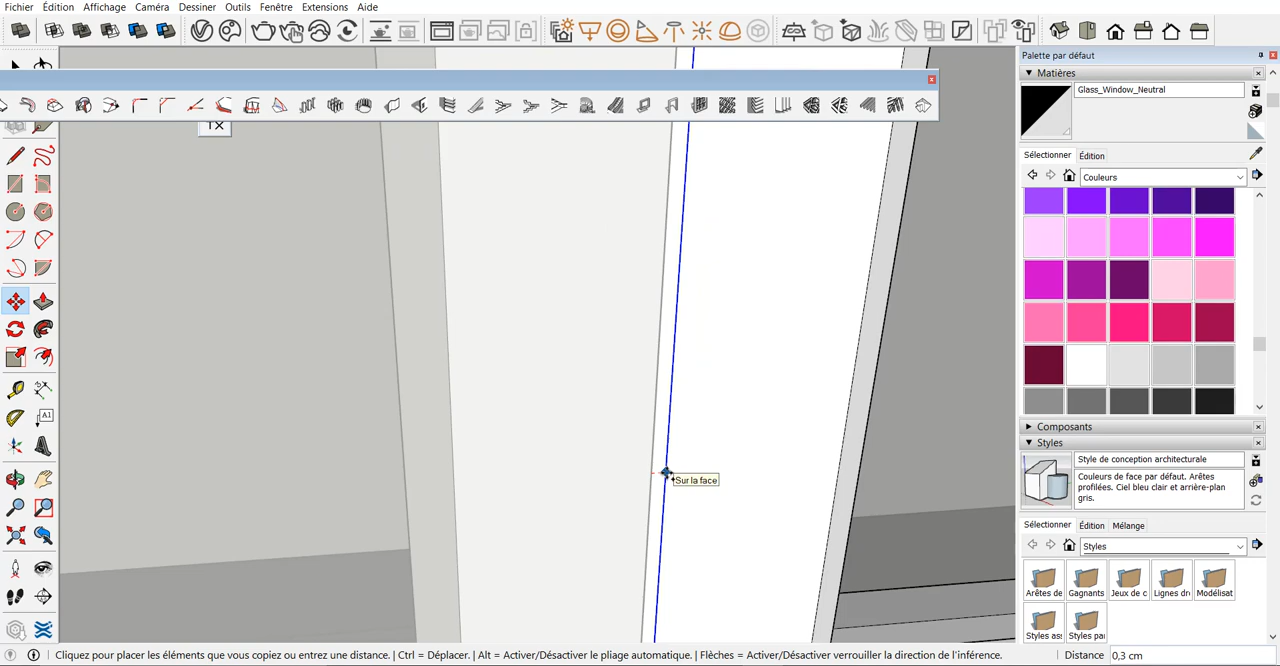 Fichier Édition Affichage Caméra Dessiner Outils Fenêtre Extensions Aide
Palette par défaut
Matières
Glass_Window_Neutral
Sélectionner Édition
Couleurs
Sur la face
Composants
Styles
Style de conception architecturale
Couleurs de face par défaut. Arêtes
profilées. Ciel bleu clair et arrière-plan
gris.
Sélectionner Édition Mélange
Styles
Arêtes de Gagnants Jeux de c Lignes dr Modélisat
Styles ass Styles pa
Cliquez pour placer les éléments que vous copiez ou entrez une distance. | Ctrl = Déplacer. | Alt = Activer/Désactiver le pliage automatique. | Flèches = Activer/Désactiver verrouiller la direction de l'inférence. Distance 0,3 cm